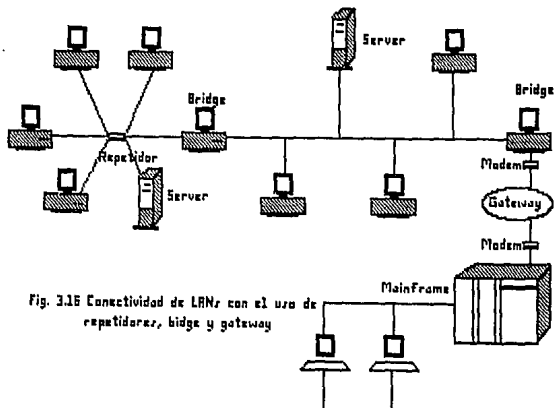 Server
Bridge
Bridge
Repetidor
Server
Modem
Gateway
Modem
MainFrame
Fig. 3.16 Conectividad de LANs con el uso de
repetidores, bidge y gateway